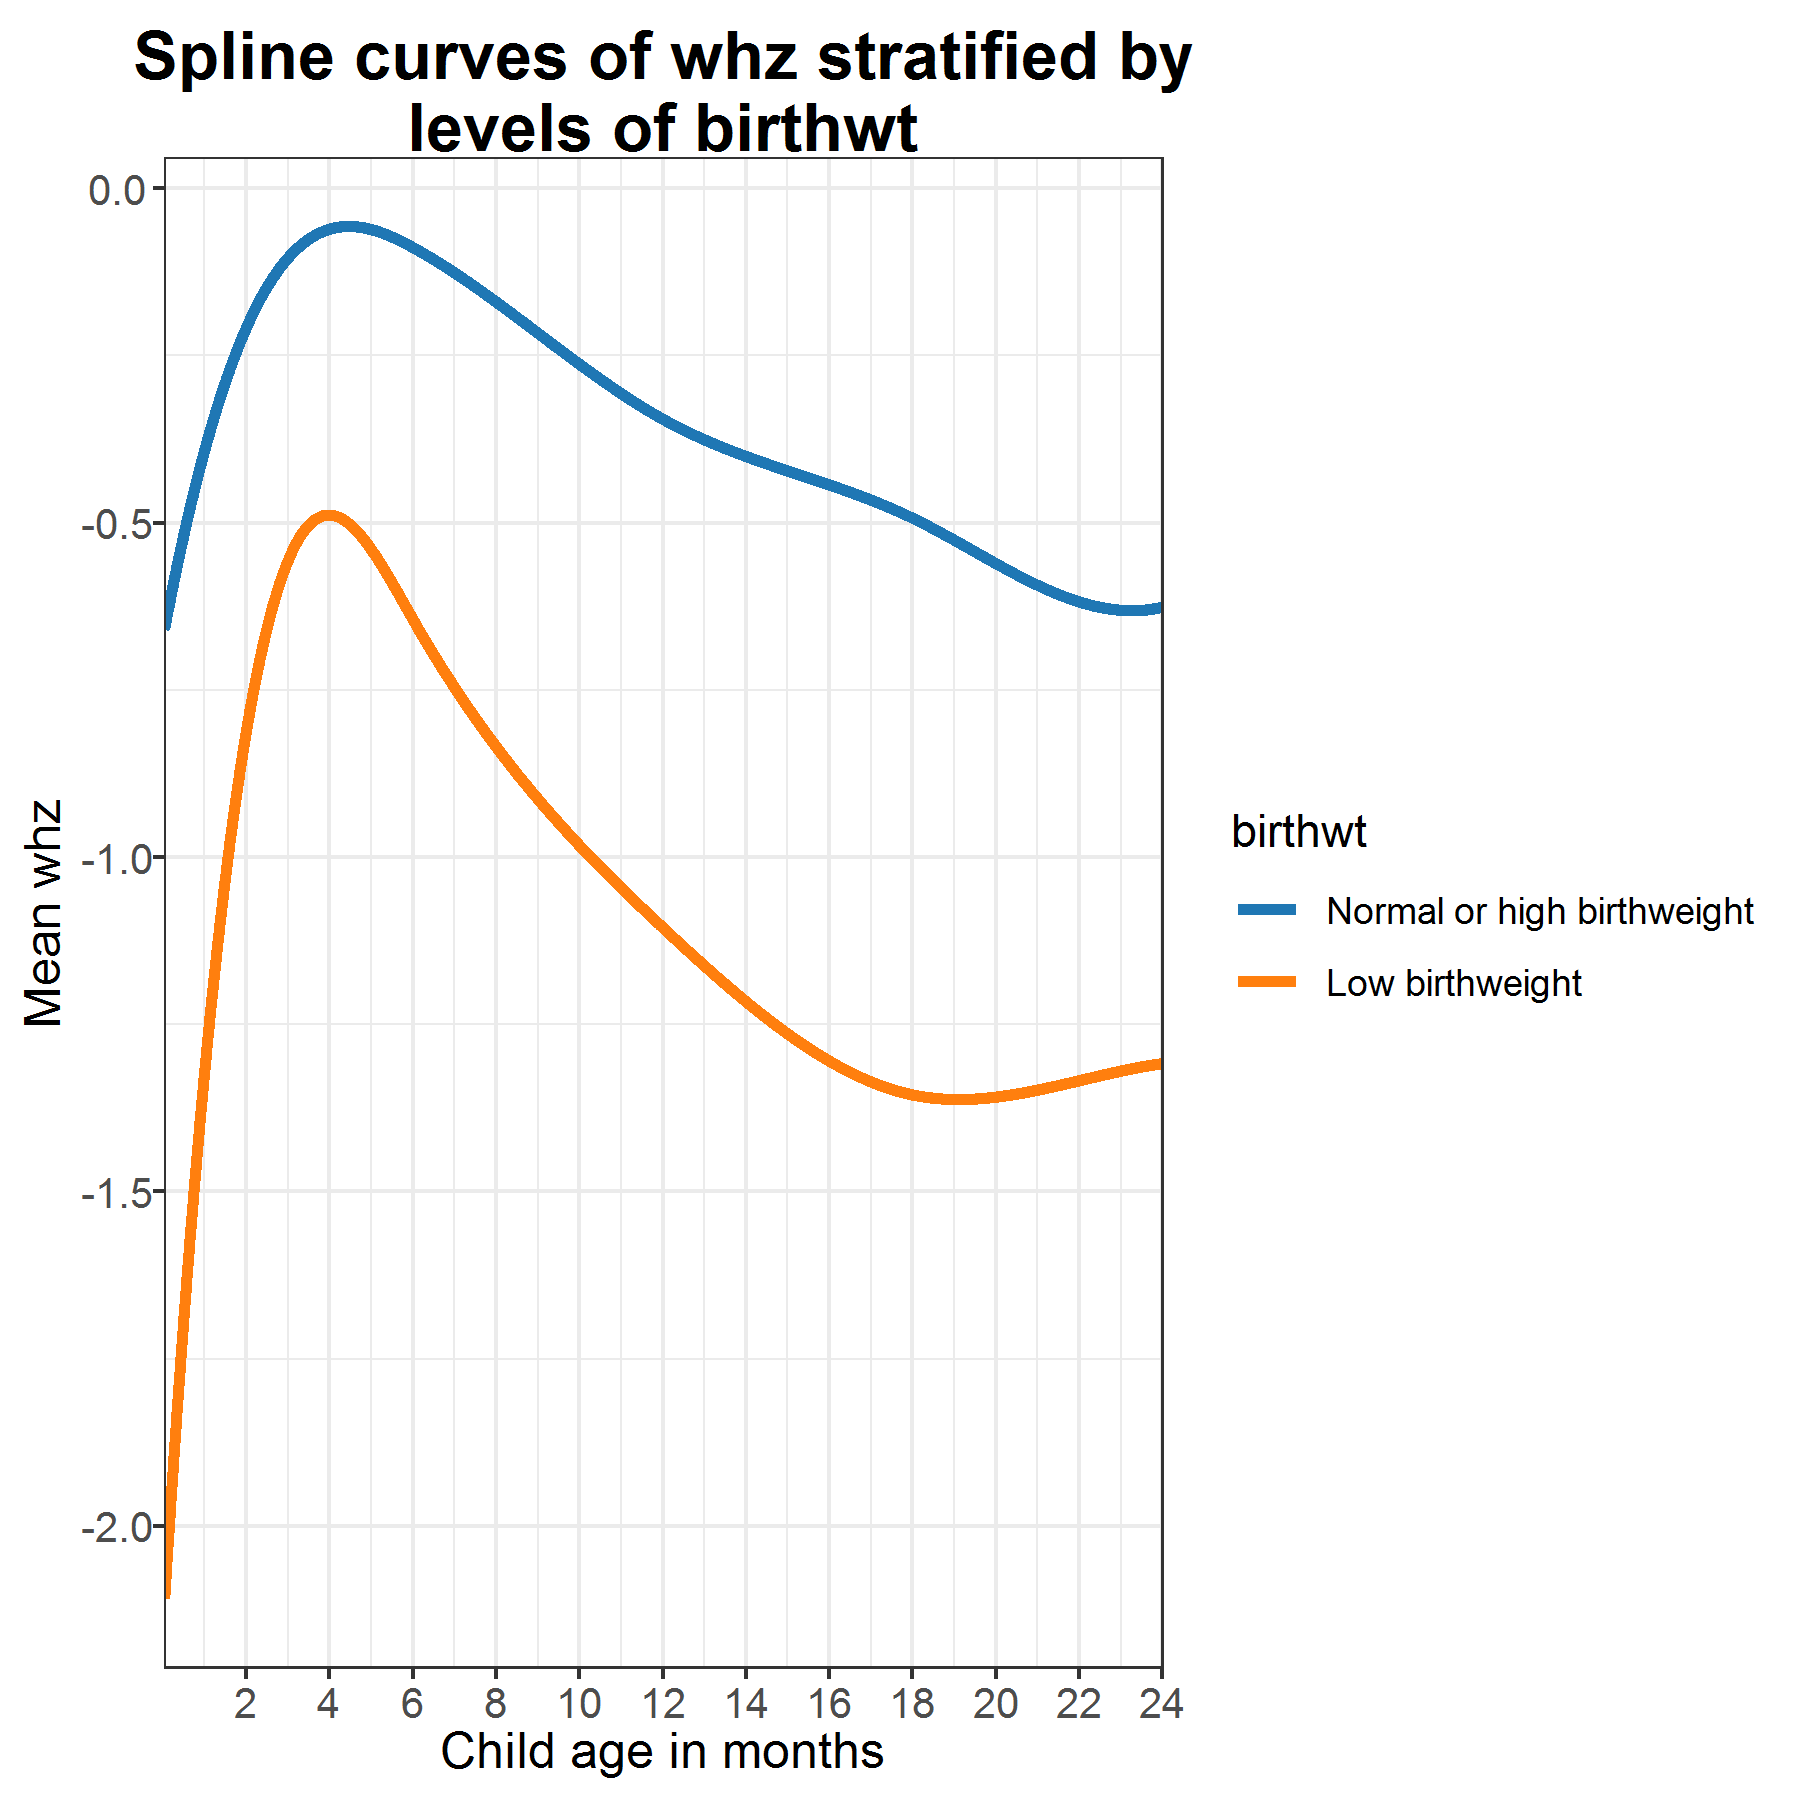 Spline curves of whz stratified by
levels of birthwt
0.0
-0.5
-1.0
-1.5
-2.0
Mean whz
2 4 6 8 10 12 14 16 18 20 22 24
Child age in months
birthwt
Normal or high birthweight
Low birthweight